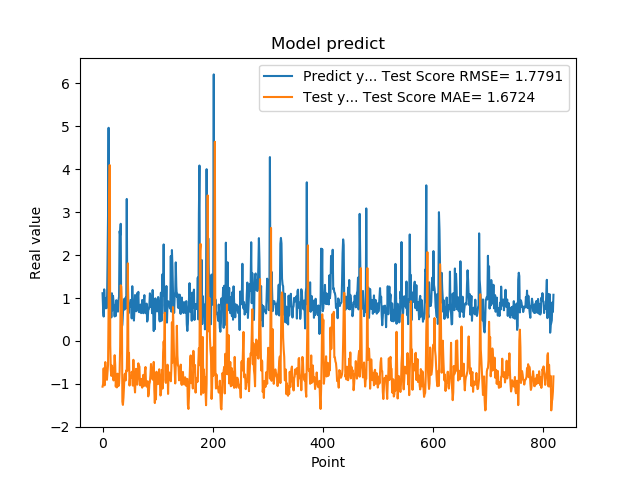 Model predict
Predict y... Test Score RMSE= 1.7791
Test y... Test Score MAE= 1.6724
Real value
6
5
4
3
2
1
0
−1
−2
0 200 400 600 800
Point